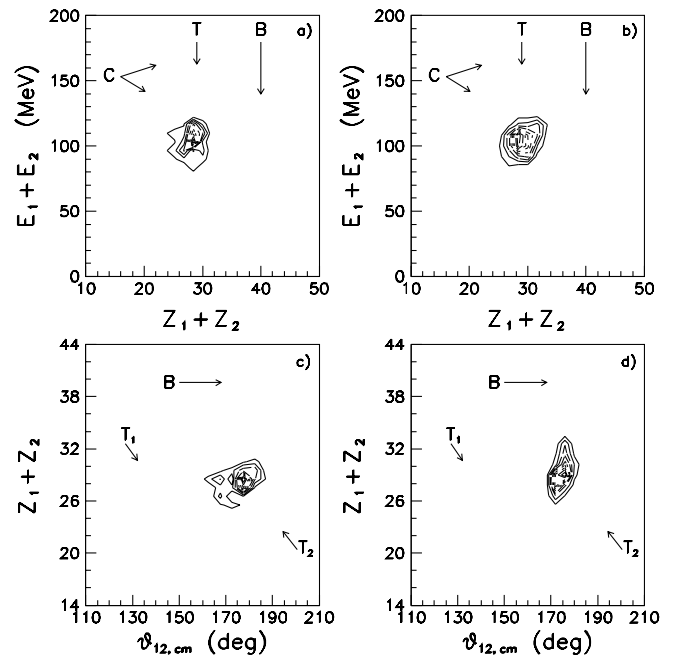 200
150
100
50
0
E₁ + E₂ (MeV)
C
T
B
a)
10 20 30 40 50
Z₁ + Z₂
200
150
100
50
0
E₁ + E₂ (MeV)
C
T
B
b)
10 20 30 40 50
Z₁ + Z₂
44
38
32
26
20
14
Z₁ + Z₂
B
c)
T₁
T₂
110 130 150 170 190 210
ϑ₁₂,cm (deg)
44
38
32
26
20
14
Z₁ + Z₂
B
d)
T₁
T₂
110 130 150 170 190 210
ϑ₁₂,cm (deg)